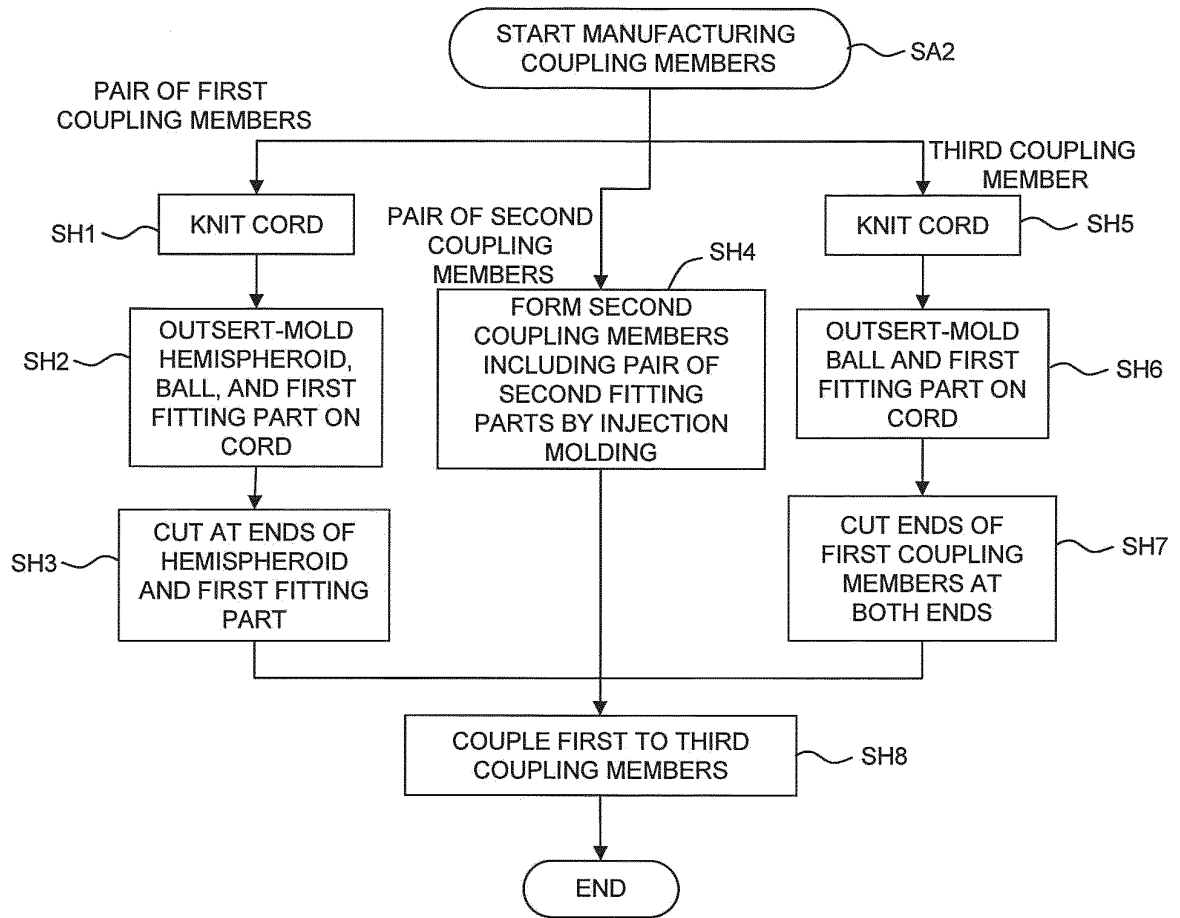 START MANUFACTURING
COUPLING MEMBERS
SA2
PAIR OF FIRST
COUPLING MEMBERS
THIRD COUPLING
MEMBER
SH1
KNIT CORD
PAIR OF SECOND
COUPLING
MEMBERS
KNIT CORD
SH5
SH4
SH2
OUTSERT-MOLD
HEMISPHEROID,
BALL, AND FIRST
FITTING PART ON
CORD
FORM SECOND
COUPLING MEMBERS
INCLUDING PAIR OF
SECOND FITTING
PARTS BY INJECTION
MOLDING
OUTSERT-MOLD
BALL AND FIRST
FITTING PART ON
CORD
SH6
SH3
CUT AT ENDS OF
HEMISPHEROID
AND FIRST FITTING
PART
CUT ENDS OF
FIRST COUPLING
MEMBERS AT
BOTH ENDS
SH7
COUPLE FIRST TO THIRD
COUPLING MEMBERS
SH8
END